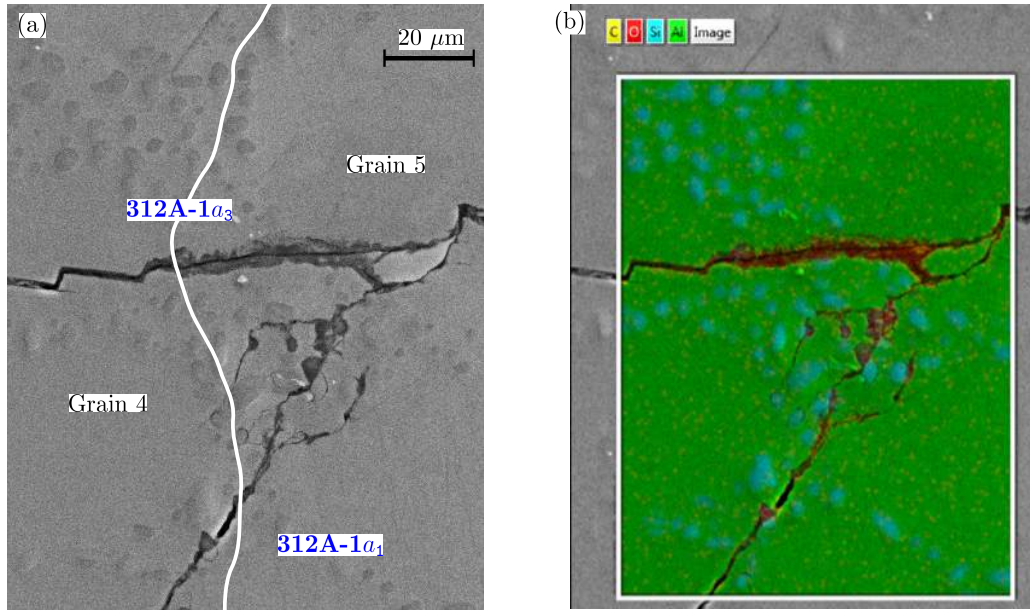 (a)
20 μm
Grain 5
312A-1a₃
Grain 4
312A-1a₁
(b)
C O Si Al Image